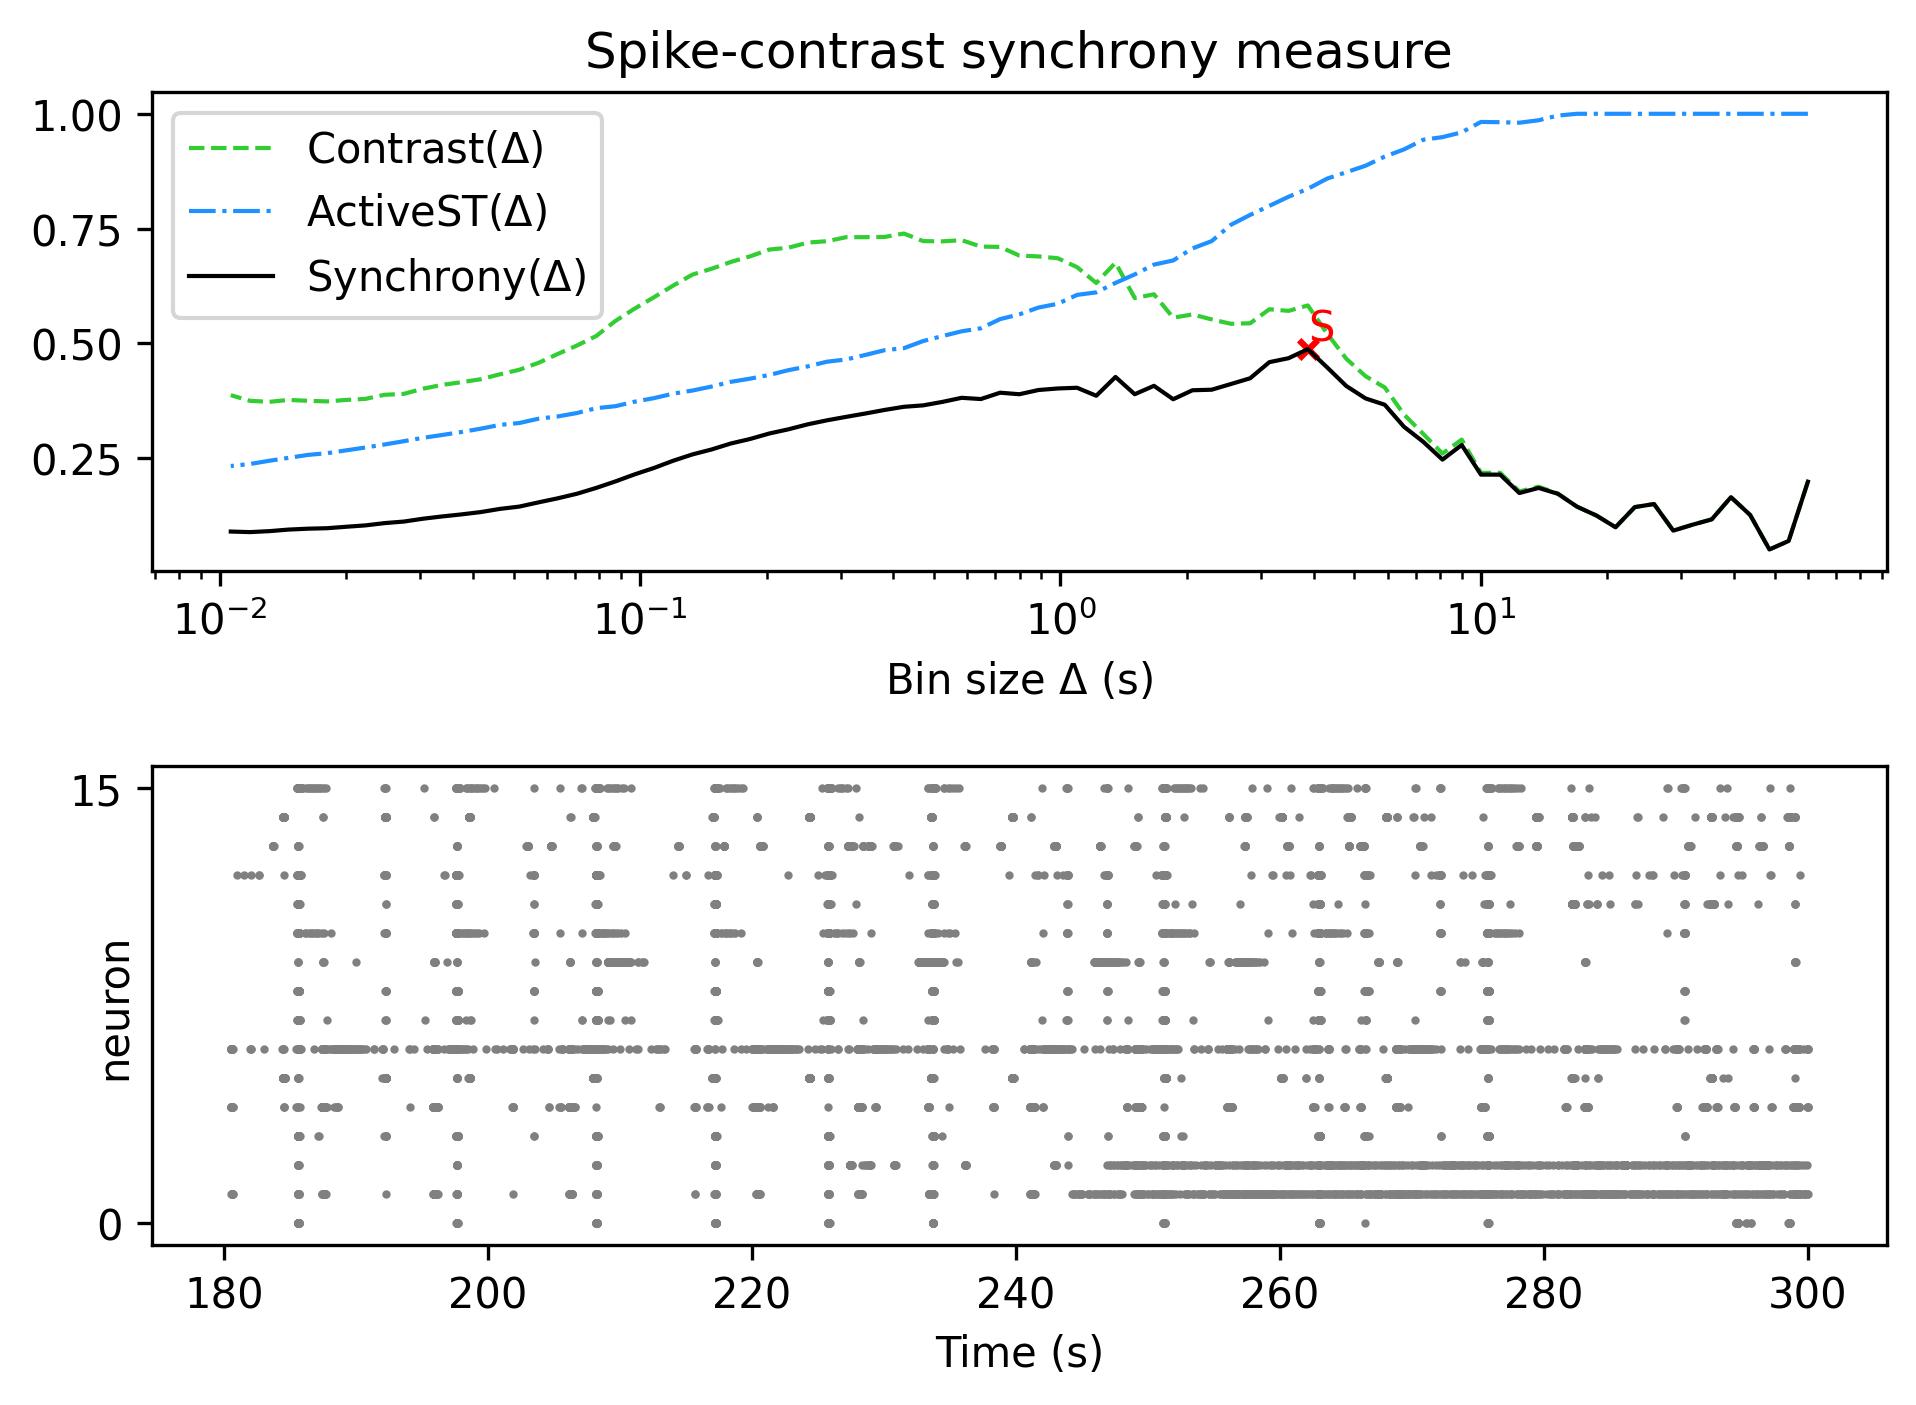 Spike-contrast synchrony measure
1.00
0.75
0.50
0.25
Contrast(Δ)
ActiveST(Δ)
Synchrony(Δ)
S
10⁻² 10⁻¹ 10⁰ 10¹
Bin size Δ (s)
15
0
neuron
180 200 220 240 260 280 300
Time (s)